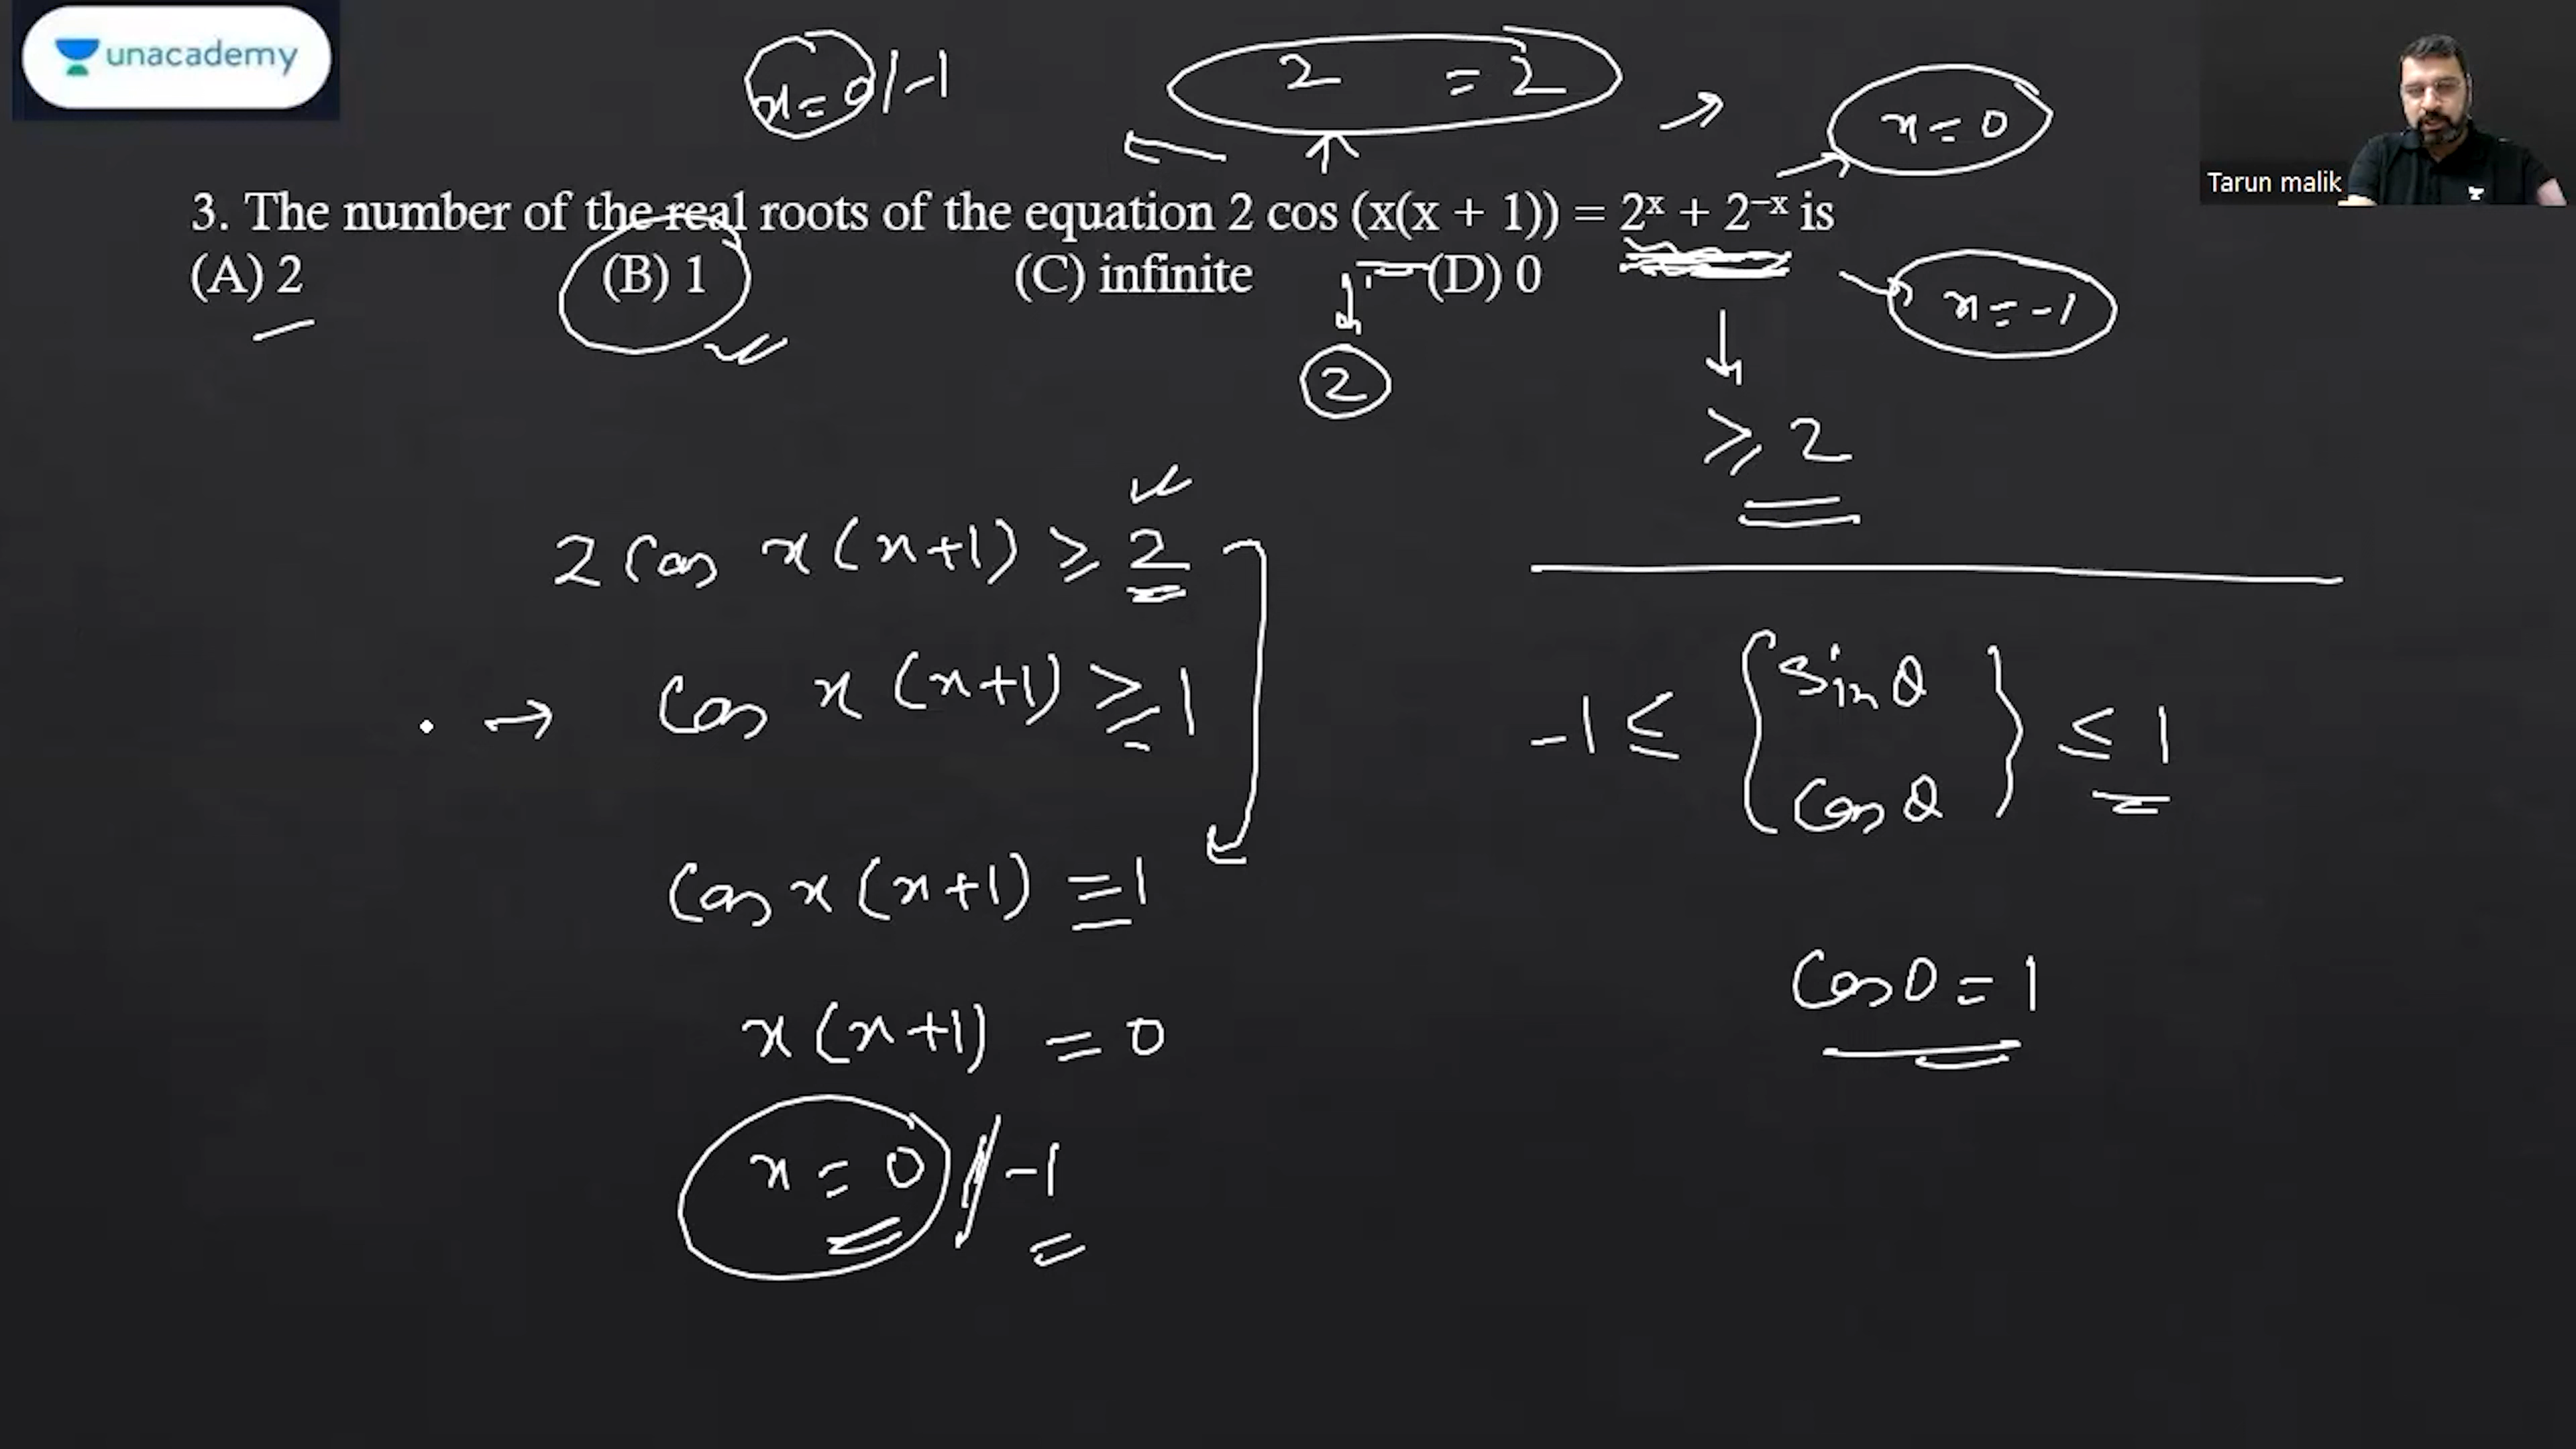 unacademy
x = 0 / -1
2 = 2
x = 0
Tarun malik
3. The number of the real roots of the equation 2 cos (x(x + 1)) = 2ˣ + 2⁻ˣ is
(A) 2 (B) 1 (C) infinite (D) 0
x = -1
2
≥ 2
2 Cos x(x+1) ≥ 2
→ Cos x (x+1) ≥ 1
-1 ≤ { Sin θ
Cos θ } ≤ 1
Cos x (x+1) = 1
Cos 0 = 1
x (x+1) = 0
x = 0 / -1